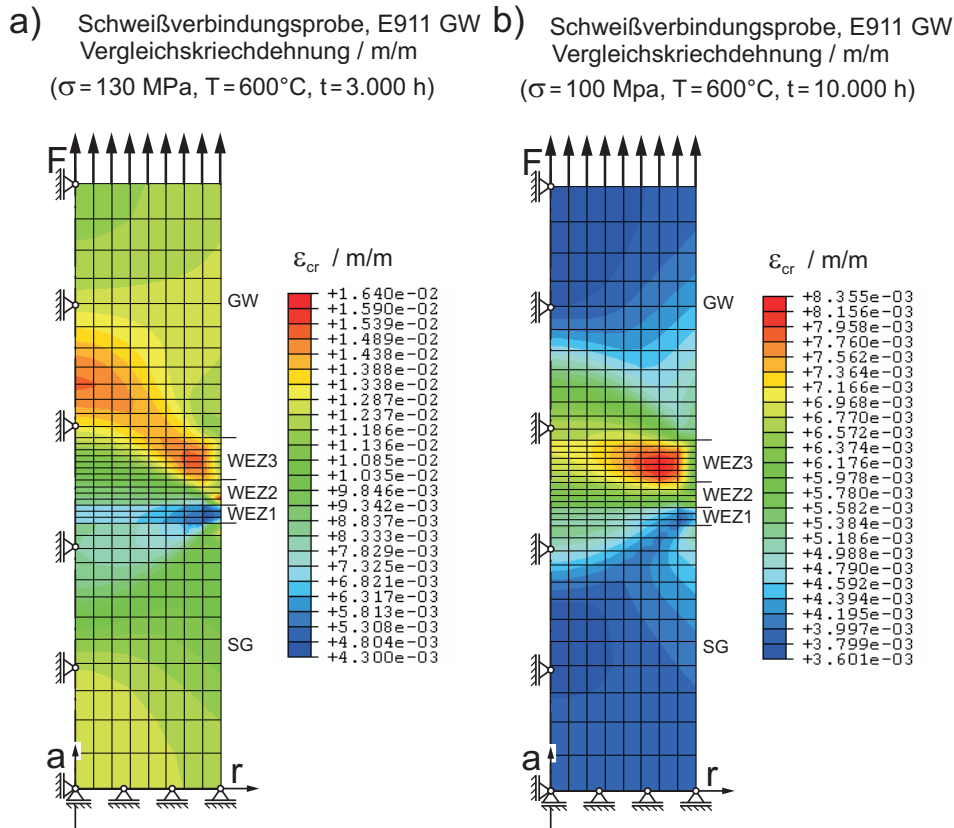 a)
Schweißverbindungsprobe, E911 GW
Vergleichskriechdehnung / m/m
(σ = 130 MPa, T = 600°C, t = 3.000 h)
F
GW
WEZ3
WEZ2
WEZ1
SG
a
r
ε_cr / m/m
+1.640e-02
+1.590e-02
+1.539e-02
+1.489e-02
+1.438e-02
+1.388e-02
+1.338e-02
+1.287e-02
+1.237e-02
+1.186e-02
+1.136e-02
+1.085e-02
+1.035e-02
+9.846e-03
+9.342e-03
+8.837e-03
+8.333e-03
+7.829e-03
+7.325e-03
+6.821e-03
+6.317e-03
+5.813e-03
+5.308e-03
+4.804e-03
+4.300e-03
b)
Schweißverbindungsprobe, E911 GW
Vergleichskriechdehnung / m/m
(σ = 100 Mpa, T = 600°C, t = 10.000 h)
F
GW
WEZ3
WEZ2
WEZ1
SG
a
r
ε_cr / m/m
+8.355e-03
+8.156e-03
+7.958e-03
+7.760e-03
+7.562e-03
+7.364e-03
+7.166e-03
+6.968e-03
+6.770e-03
+6.572e-03
+6.374e-03
+6.176e-03
+5.978e-03
+5.780e-03
+5.582e-03
+5.384e-03
+5.186e-03
+4.988e-03
+4.790e-03
+4.592e-03
+4.394e-03
+4.195e-03
+3.997e-03
+3.799e-03
+3.601e-03